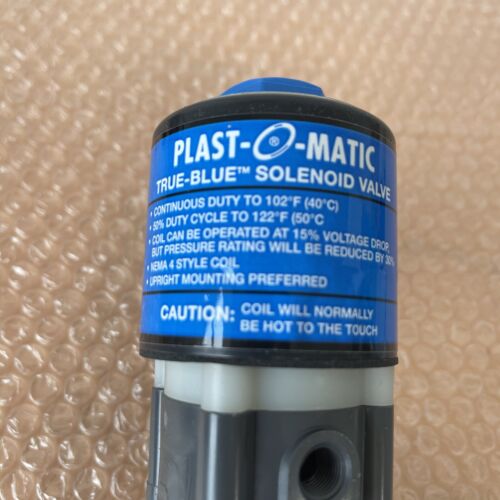 PLAST-O-MATIC
TRUE-BLUE™ SOLENOID VALVE
• CONTINUOUS DUTY TO 102°F (40°C)
• 50% DUTY CYCLE TO 122°F (50°C
• COIL CAN BE OPERATED AT 15% VOLTAGE DROP,
BUT PRESSURE RATING WILL BE REDUCED BY 30%
• NEMA 4 STYLE COIL
• UPRIGHT MOUNTING PREFERRED
CAUTION: COIL WILL NORMALLY
BE HOT TO THE TOUCH